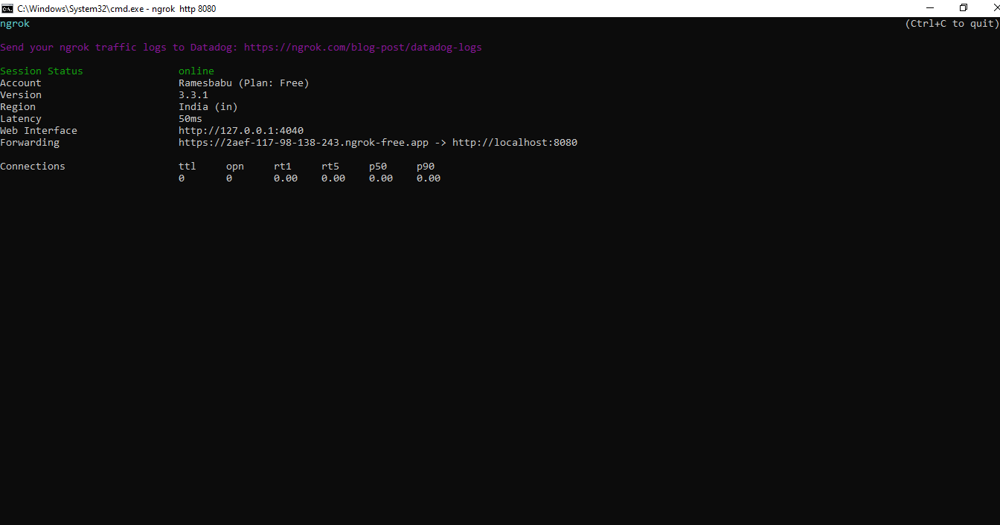 C:\Windows\System32\cmd.exe - ngrok  http 8080
ngrok (Ctrl+C to quit)
Send your ngrok traffic logs to Datadog: https://ngrok.com/blog-post/datadog-logs
Session Status online
Account Ramesbabu (Plan: Free)
Version 3.3.1
Region India (in)
Latency 50ms
Web Interface http://127.0.0.1:4040
Forwarding https://2aef-117-98-138-243.ngrok-free.app -> http://localhost:8080
Connections ttl opn rt1 rt5 p50 p90
0 0 0.00 0.00 0.00 0.00